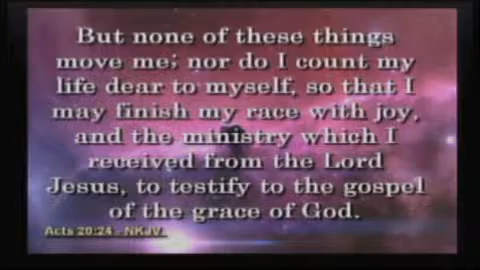 But none of these things
move me; nor do I count my
life dear to myself, so that I
may finish my race with joy,
and the ministry which I
received from the Lord
Jesus, to testify to the gospel
of the grace of God.
Acts 20:24 - NKJV.